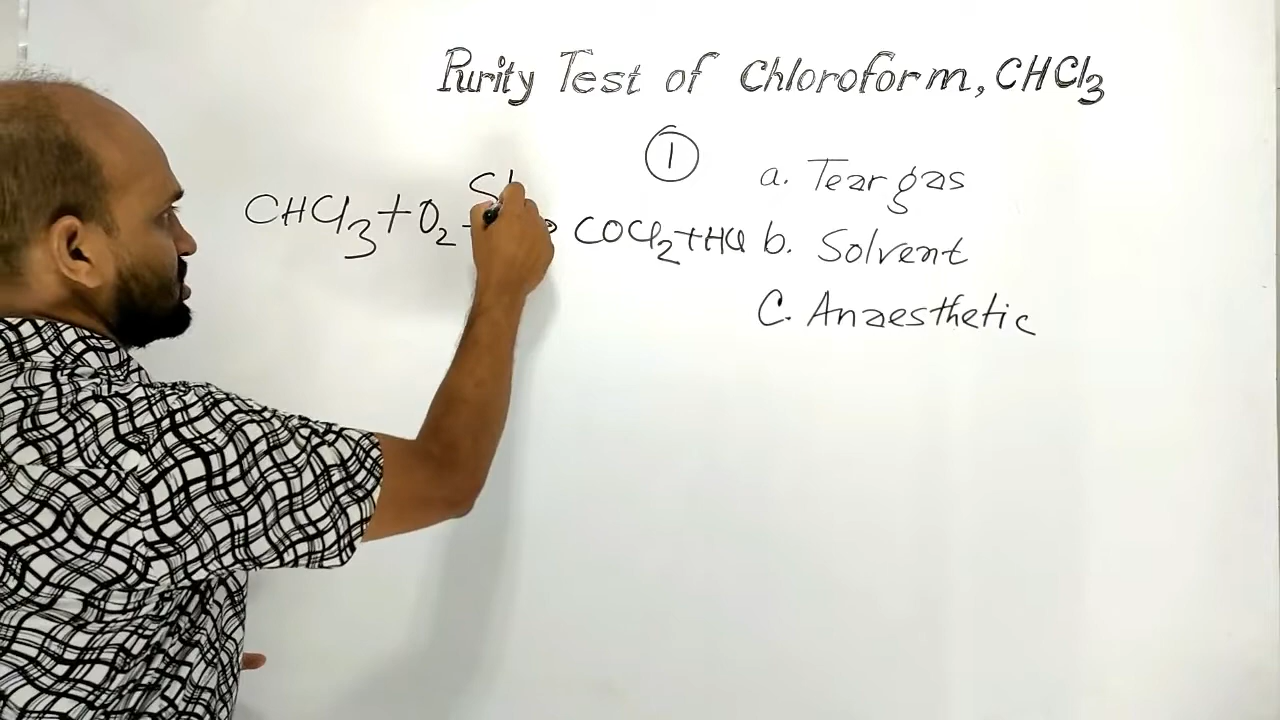 Purity Test of Chloroform, CHCl3
1
a. Tear gas
CHCl3+O2 COCl2+HCl
b. Solvent
C. Anaesthetic